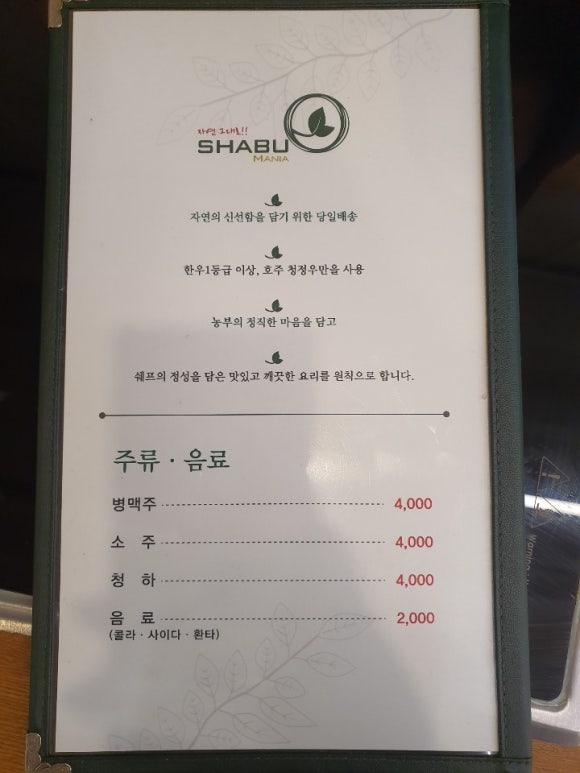 자연 그대로!!
SHABU
MANIA
자연의 신선함을 담기 위한 당일배송
한우1등급 이상, 호주 청정우만을 사용
농부의 정직한 마음을 담고
쉐프의 정성을 담은 맛있고 깨끗한 요리를 원칙으로 합니다.
주류 · 음료
병맥주 4,000
소 주 4,000
청 하 4,000
음 료 2,000
(콜라 · 사이다 · 환타)
warning